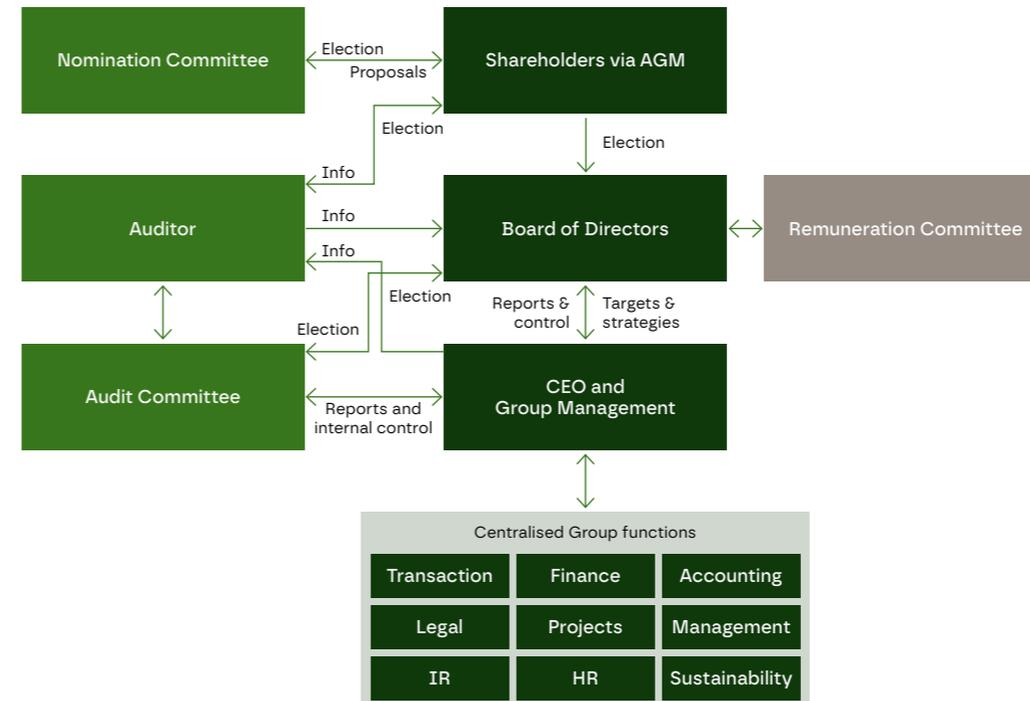 Nomination Committee
Election
Proposals
Shareholders via AGM
Election
Election
Info
Auditor
Info
Info
Board of Directors
Remuneration Committee
Election
Election
Reports &
control
Targets &
strategies
Audit Committee
Reports and
internal control
CEO and
Group Management
Centralised Group functions
Transaction
Finance
Accounting
Legal
Projects
Management
IR
HR
Sustainability